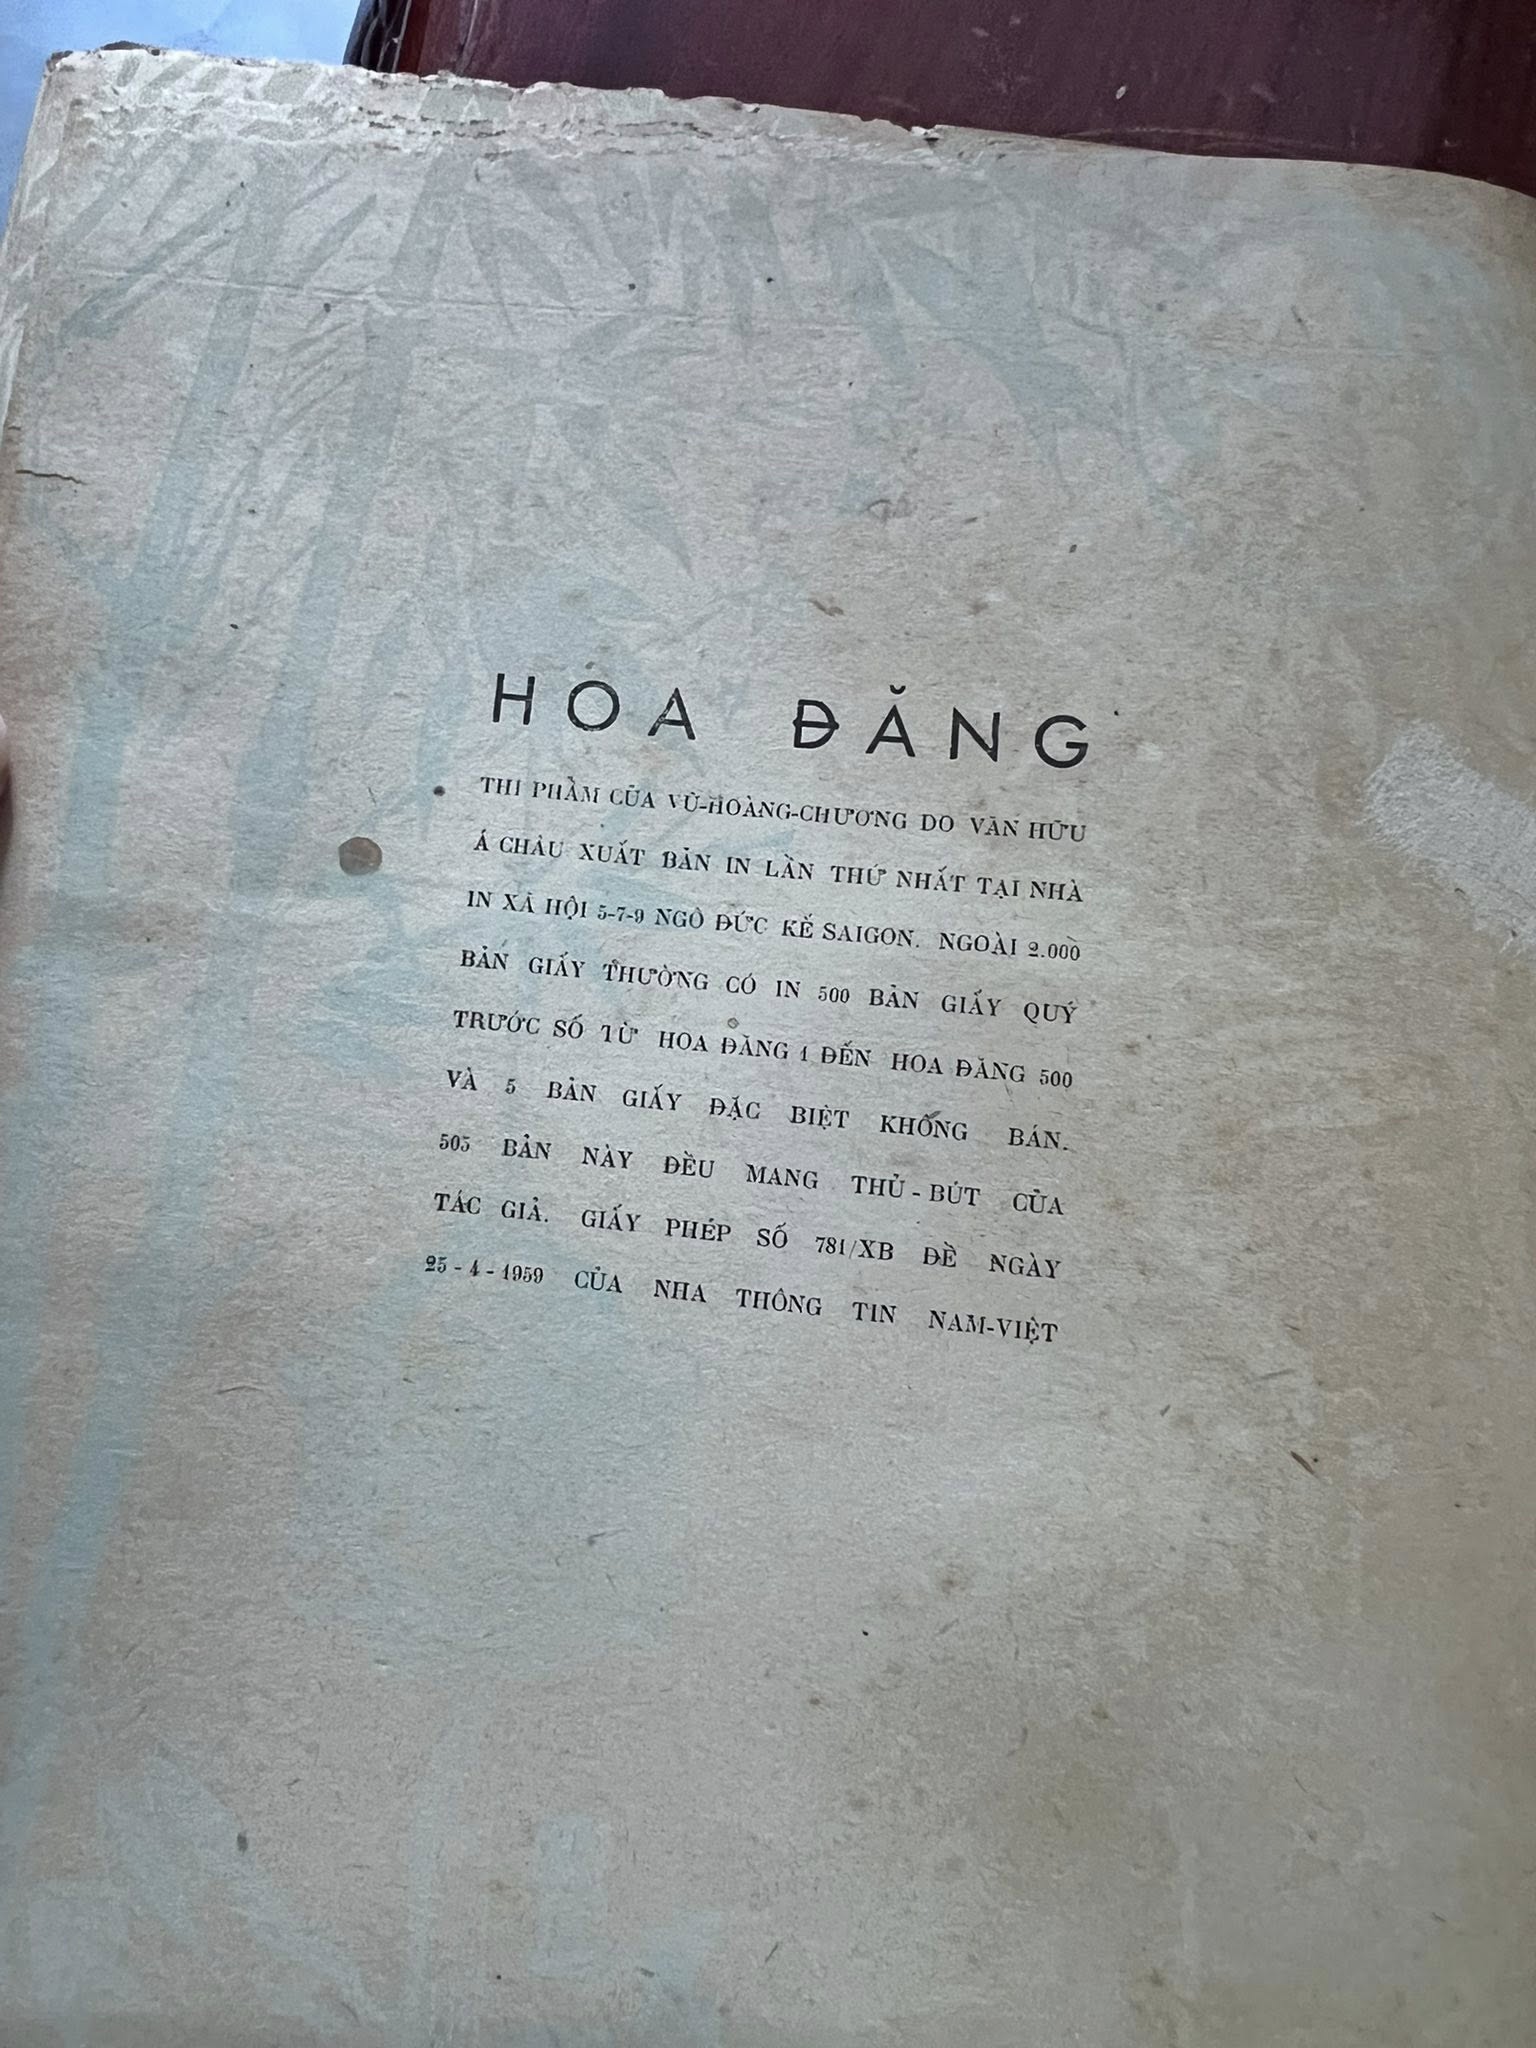 HOA ĐĂNG
THI PHẨM CỦA VŨ-HOÀNG-CHƯƠNG DO VĂN HỮU
Á CHÂU XUẤT BẢN IN LẦN THỨ NHẤT TẠI NHÀ
IN XÃ HỘI 5-7-9 NGÔ ĐỨC KẾ SAIGON. NGOÀI 2.000
BẢN GIẤY THƯỜNG CÓ IN 500 BẢN GIẤY QUÝ
TRƯỚC SỐ TỪ HOA ĐĂNG 1 ĐẾN HOA ĐĂNG 500
VÀ 5 BẢN GIẤY ĐẶC BIỆT KHÔNG BÁN.
505 BẢN NÀY ĐỀU MANG THỦ-BÚT CỦA
TÁC GIẢ. GIẤY PHÉP SỐ 781/XB ĐỀ NGÀY
25-4-1959 CỦA NHA THÔNG TIN NAM-VIỆT